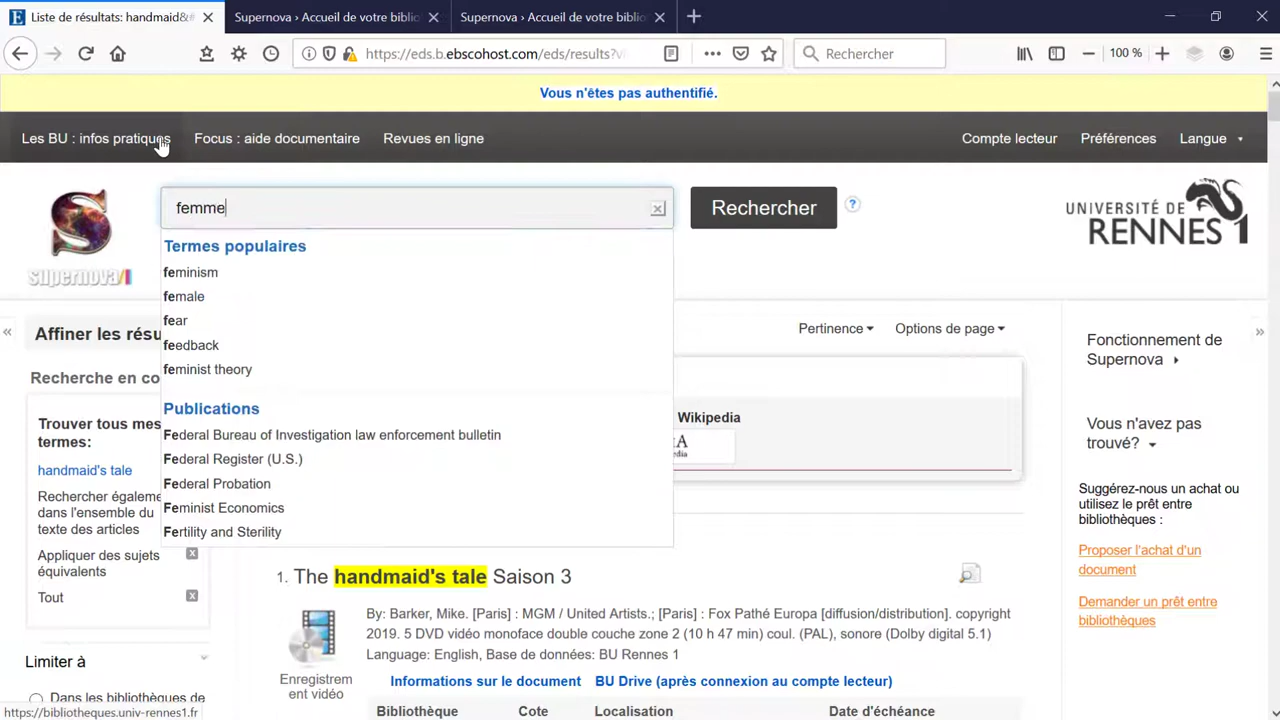 Liste de résultats: handmaid&#
Supernova › Accueil de votre biblio
Supernova › Accueil de votre biblio
https://eds.b.ebscohost.com/eds/results?vi
Rechercher
100 %
Vous n'êtes pas authentifié.
Les BU : infos pratiques
Focus : aide documentaire
Revues en ligne
Compte lecteur
Préférences
Langue
femme
Rechercher
?
UNIVERSITÉ DE
RENNES 1
supernova
Termes populaires
feminism
female
fear
feedback
feminist theory
Publications
Federal Bureau of Investigation law enforcement bulletin
Federal Register (U.S.)
Federal Probation
Feminist Economics
Fertility and Sterility
Affiner les résu
Recherche en co
Trouver tous mes
termes:
handmaid's tale
Rechercher égaleme
dans l'ensemble du
texte des articles
Appliquer des sujets
équivalents
Tout
Limiter à
Dans les bibliothèques de
Pertinence
Options de page
Wikipedia
Fonctionnement de
Supernova
Vous n'avez pas
trouvé?
Suggérez-nous un achat ou
utilisez le prêt entre
bibliothèques :
Proposer l'achat d'un
document
Demander un prêt entre
bibliothèques
1. The handmaid's tale Saison 3
By: Barker, Mike. [Paris] : MGM / United Artists.; [Paris] : Fox Pathé Europa [diffusion/distribution]. copyright
2019. 5 DVD vidéo monoface double couche zone 2 (10 h 47 min) coul. (PAL), sonore (Dolby digital 5.1)
Language: English, Base de données: BU Rennes 1
Enregistrem
ent vidéo
Informations sur le document
BU Drive (après connexion au compte lecteur)
Bibliothèque
Cote
Localisation
Date d'échéance
https://bibliotheques.univ-rennes1.fr